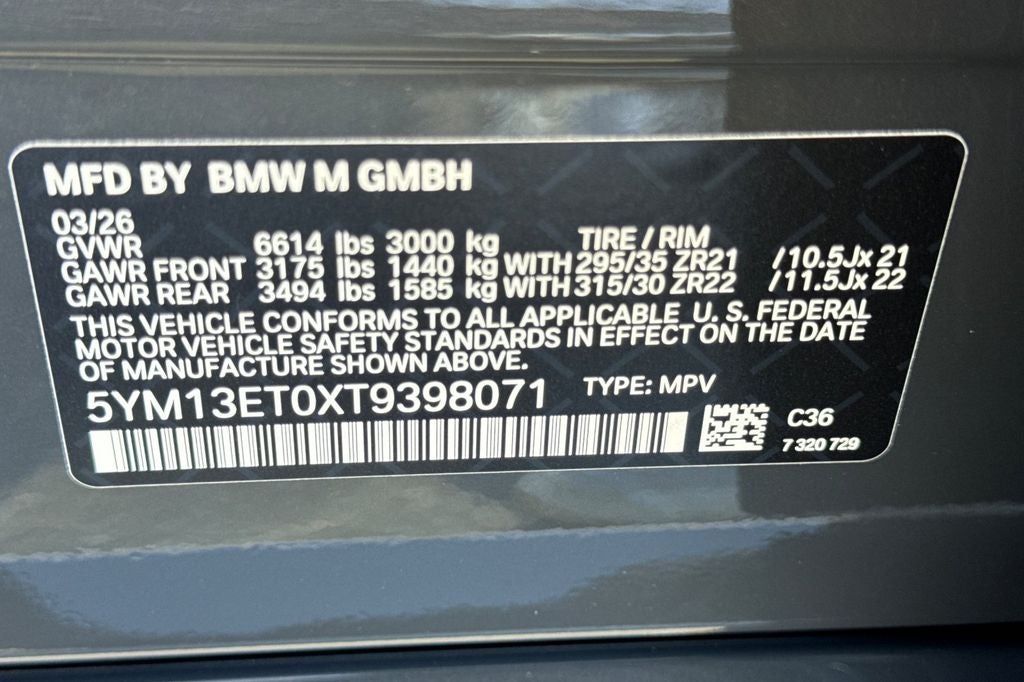 MFD BY BMW M GMBH
03/26
GVWR 6614 lbs 3000 kg TIRE / RIM
GAWR FRONT 3175 lbs 1440 kg WITH 295/35 ZR21 /10.5Jx 21
GAWR REAR 3494 lbs 1585 kg WITH 315/30 ZR22 /11.5Jx 22
THIS VEHICLE CONFORMS TO ALL APPLICABLE U. S. FEDERAL
MOTOR VEHICLE SAFETY STANDARDS IN EFFECT ON THE DATE
OF MANUFACTURE SHOWN ABOVE.
5YM13ET0XT9398071 TYPE: MPV
C36
7 320 729